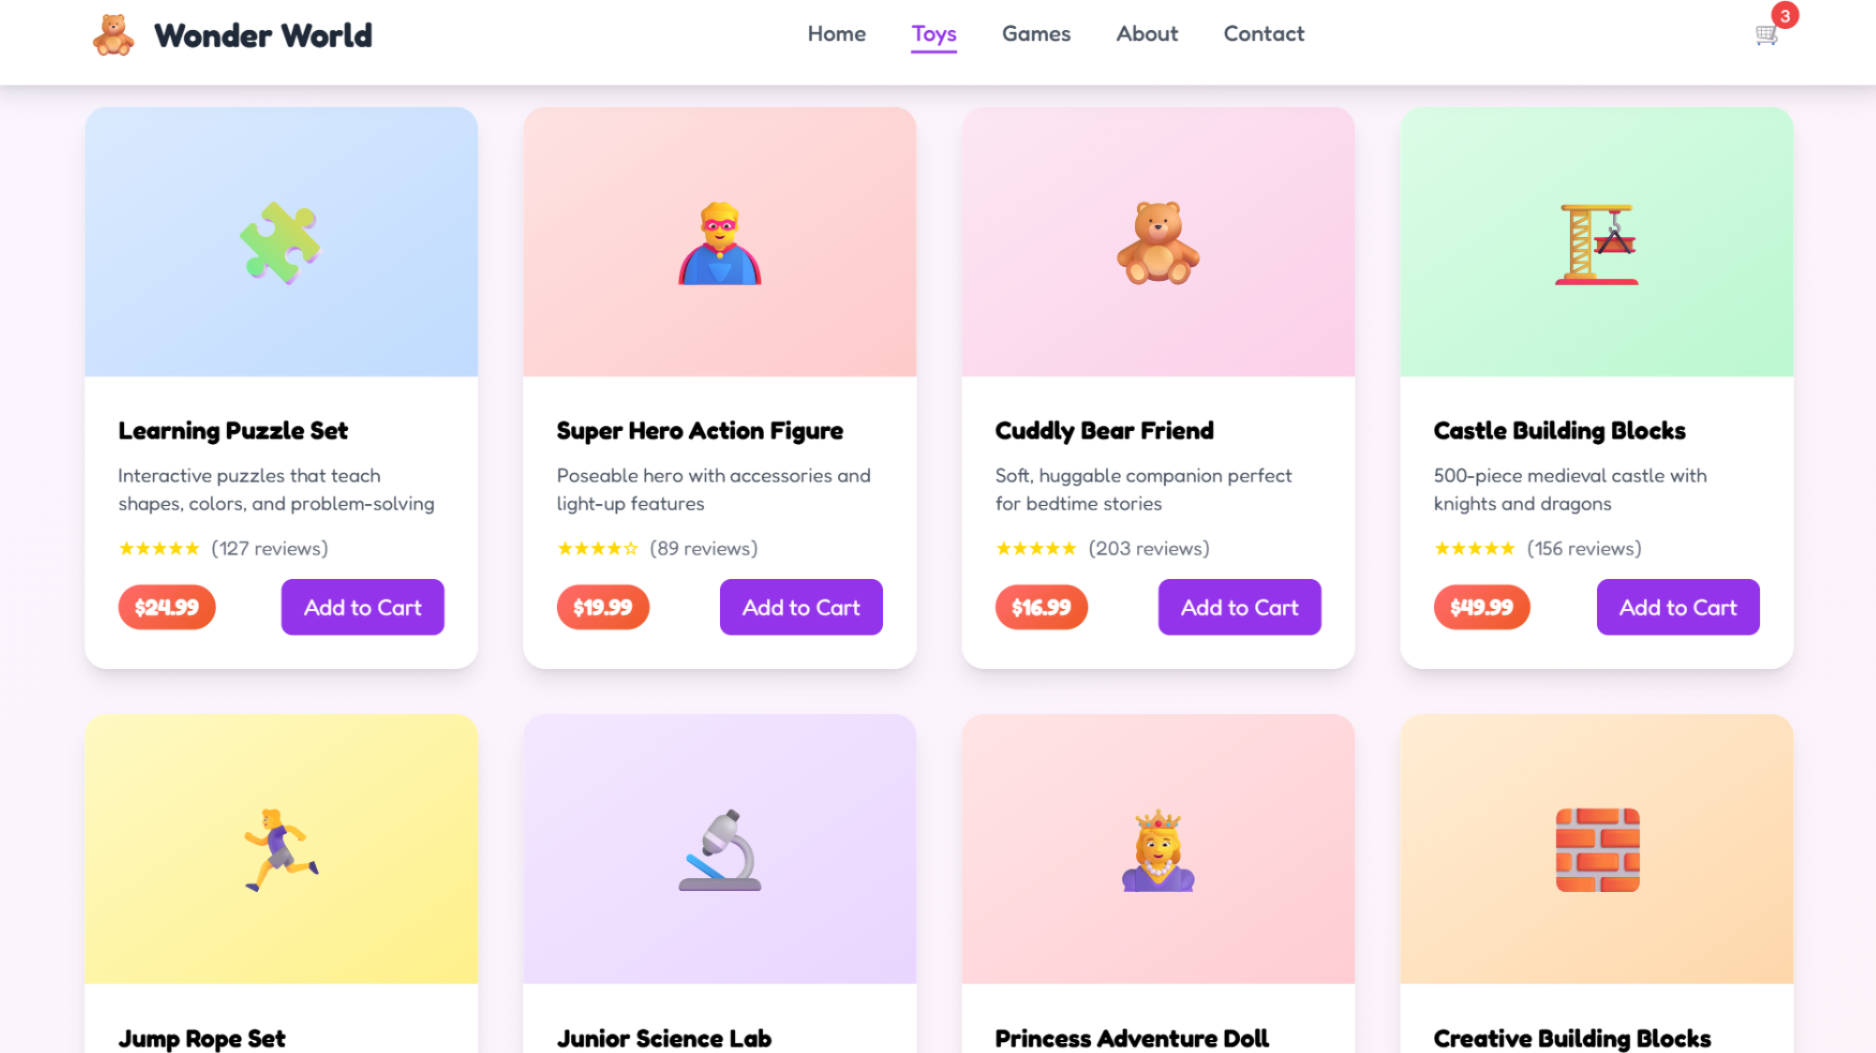 Wonder World
Home
Toys
Games
About
Contact
3
Learning Puzzle Set
Interactive puzzles that teach
shapes, colors, and problem-solving
★★★★★ (127 reviews)
$24.99
Add to Cart
Super Hero Action Figure
Poseable hero with accessories and
light-up features
★★★★☆ (89 reviews)
$19.99
Add to Cart
Cuddly Bear Friend
Soft, huggable companion perfect
for bedtime stories
★★★★★ (203 reviews)
$16.99
Add to Cart
Castle Building Blocks
500-piece medieval castle with
knights and dragons
★★★★★ (156 reviews)
$49.99
Add to Cart
Jump Rope Set
Junior Science Lab
Princess Adventure Doll
Creative Building Blocks